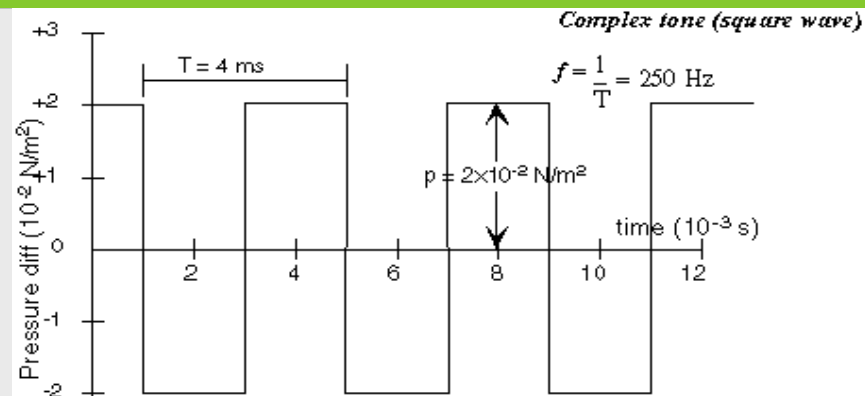 Complex tone (square wave)
+3
T = 4 ms
f = 1/T = 250 Hz
+2
p = 2×10⁻² N/m²
+1
Pressure diff (10⁻² N/m²)
time (10⁻³ s)
0
2 4 6 8 10 12
-1
-2